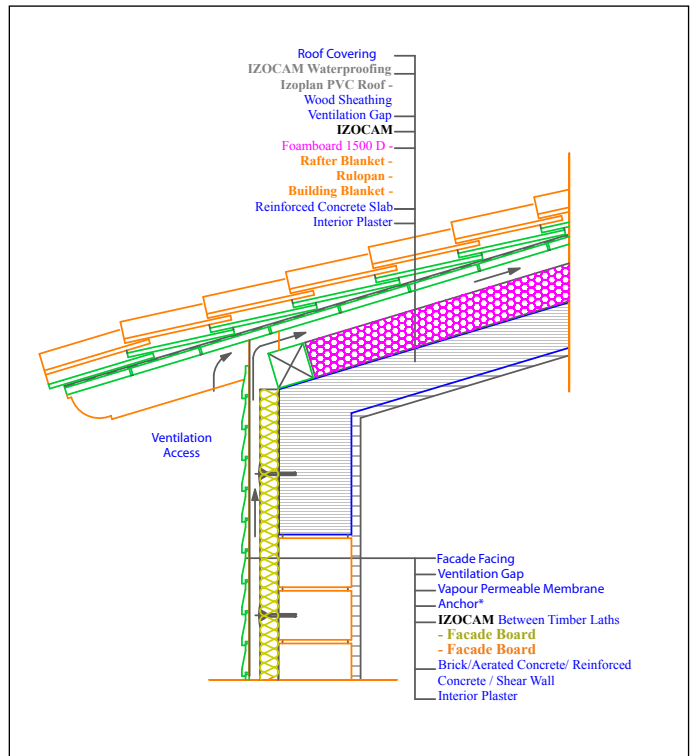 Roof Covering
IZOCAM Waterproofing
Izoplan PVC Roof -
Wood Sheathing
Ventilation Gap
IZOCAM
Foamboard 1500 D -
Rafter Blanket -
Rulopan -
Building Blanket -
Reinforced Concrete Slab
Interior Plaster
Ventilation
Access
Facade Facing
Ventilation Gap
Vapour Permeable Membrane
Anchor*
IZOCAM Between Timber Laths
- Facade Board
- Facade Board
Brick/Aerated Concrete/ Reinforced
Concrete / Shear Wall
Interior Plaster